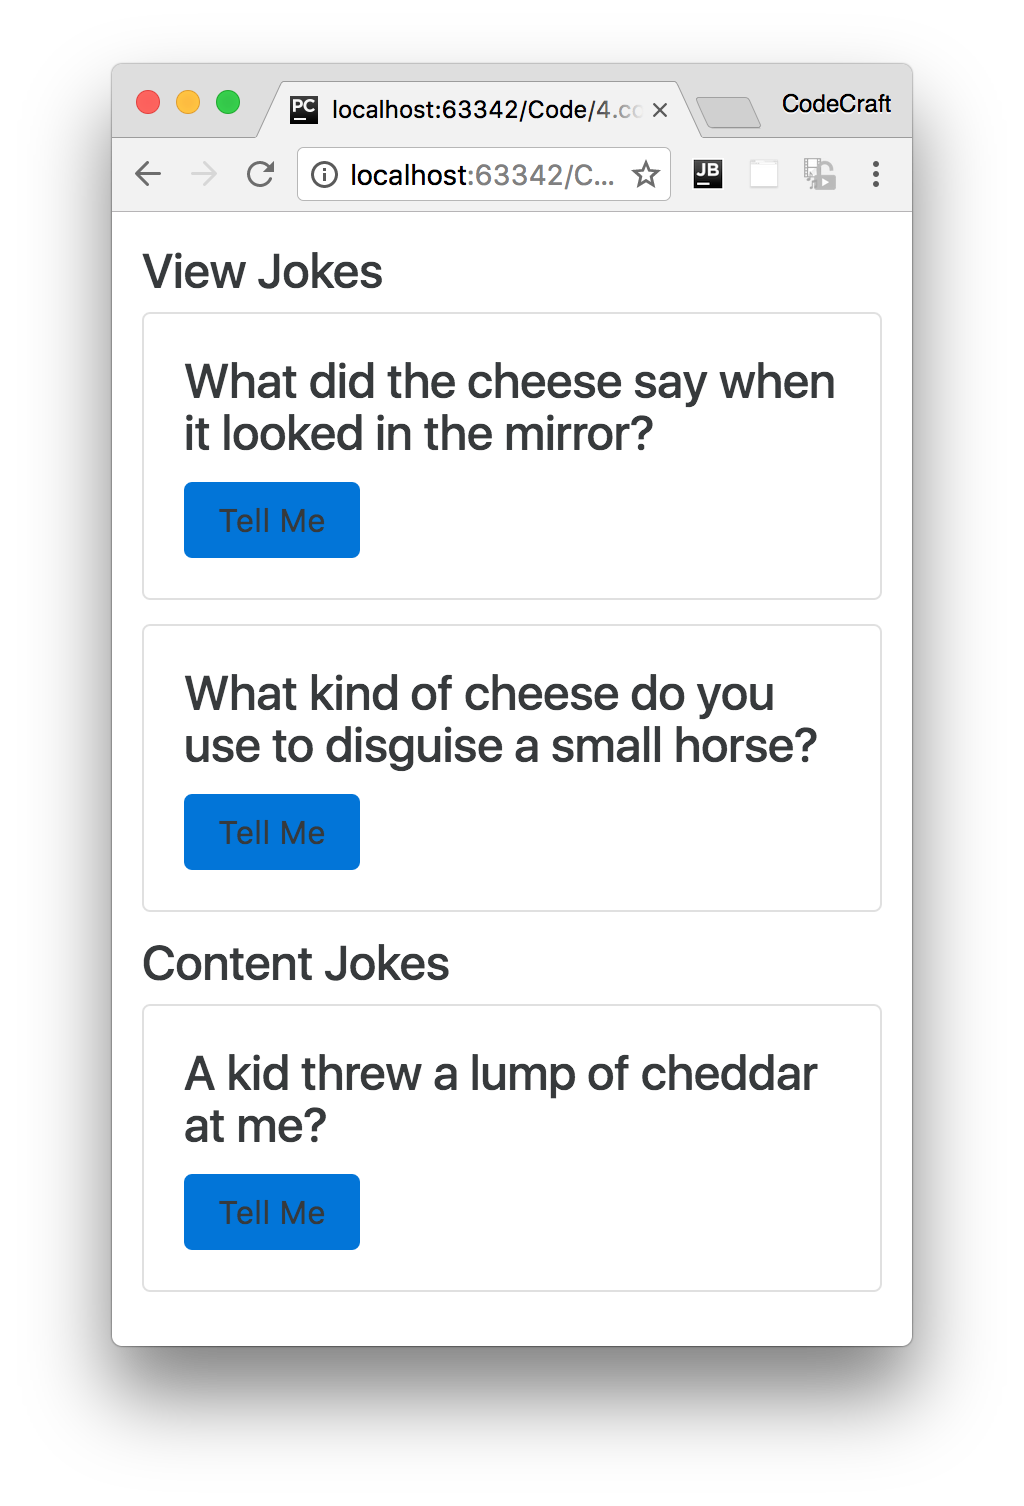 PC localhost:63342/Code/4.co CodeCraft
localhost:63342/C... JB
View Jokes
What did the cheese say when
it looked in the mirror?
Tell Me
What kind of cheese do you
use to disguise a small horse?
Tell Me
Content Jokes
A kid threw a lump of cheddar
at me?
Tell Me